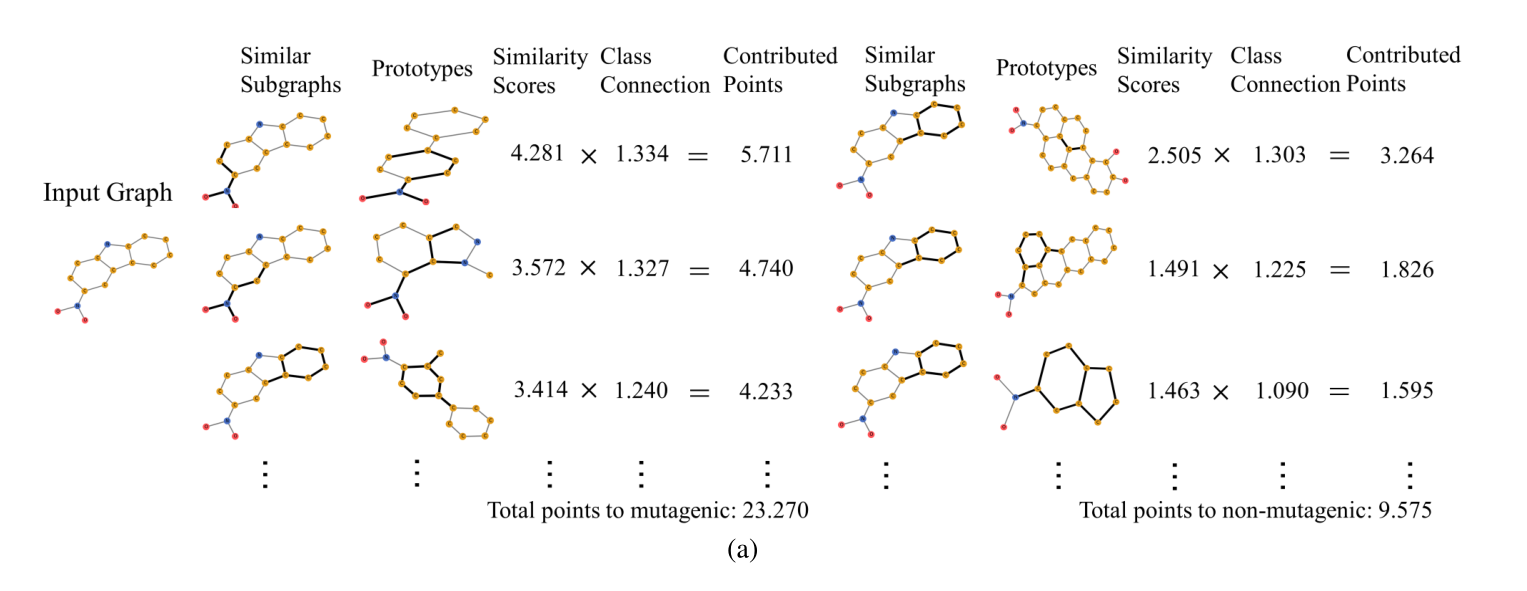 Similar Subgraphs
Prototypes
Similarity Scores
Class Connection
Contributed Points
Similar Subgraphs
Prototypes
Similarity Scores
Class Connection
Contributed Points
Input Graph
4.281 × 1.334 = 5.711
2.505 × 1.303 = 3.264
3.572 × 1.327 = 4.740
1.491 × 1.225 = 1.826
3.414 × 1.240 = 4.233
1.463 × 1.090 = 1.595
Total points to mutagenic: 23.270
Total points to non-mutagenic: 9.575
(a)